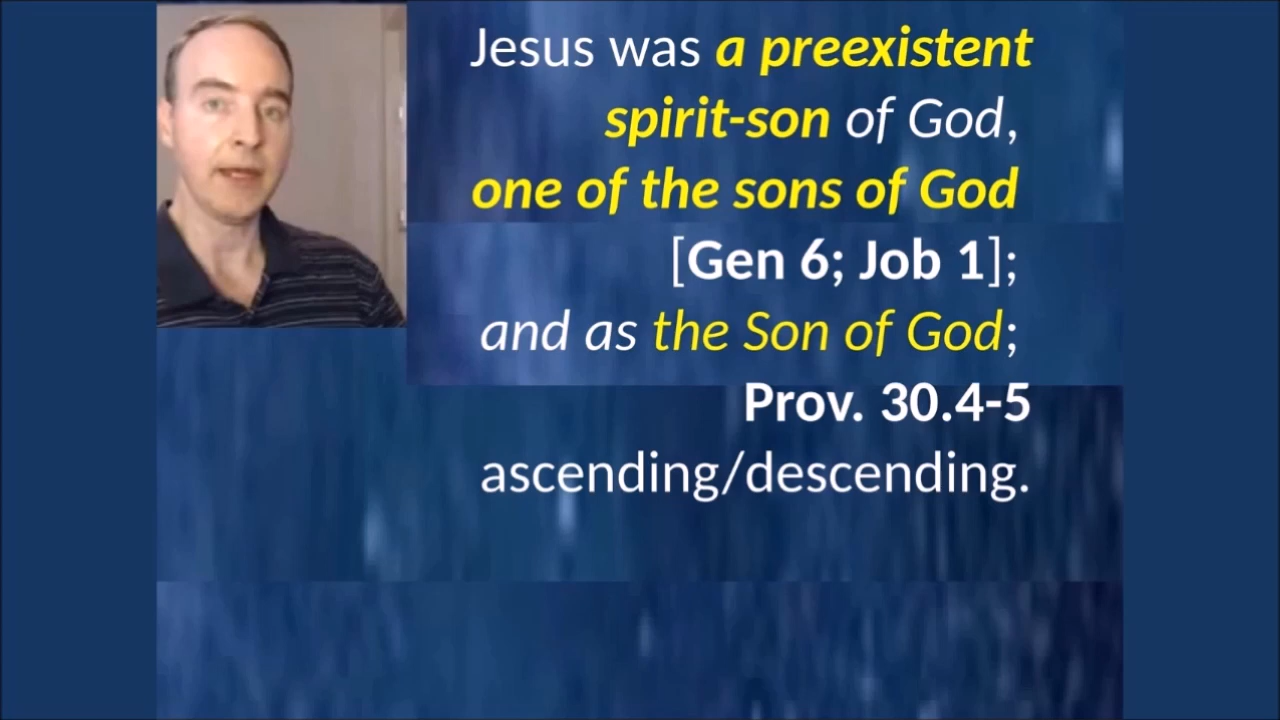 Jesus was a preexistent
spirit-son of God,
one of the sons of God
[Gen 6; Job 1];
and as the Son of God;
Prov. 30.4-5
ascending/descending.